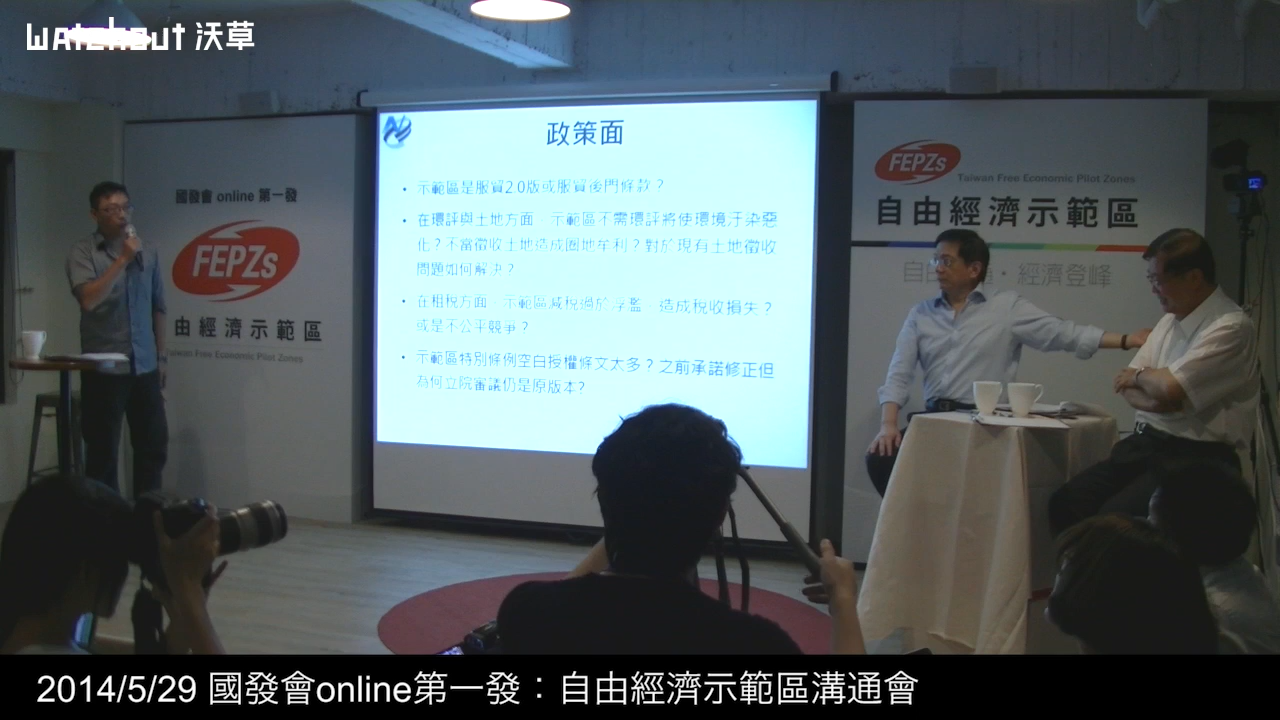 watchout 沃草
國發會 online 第一發
FEPZs
由經濟示範區
Taiwan Free Economic Pilot Zones
政策面
• 示範區是服貿2.0版或服貿後門條款？
• 在環評與土地方面，示範區不需環評將使環境汙染惡
化？不當徵收土地造成圈地牟利？對於現有土地徵收
問題如何解決？
• 在租稅方面，示範區減稅過於浮濫，造成稅收損失？
或是不公平競爭？
• 示範區特別條例空白授權條文太多？之前承諾修正但
為何立院審議仍是原版本?
FEPZs
Taiwan Free Economic Pilot Zones
自由經濟示範區
經濟登峰
2014/5/29 國發會online第一發：自由經濟示範區溝通會